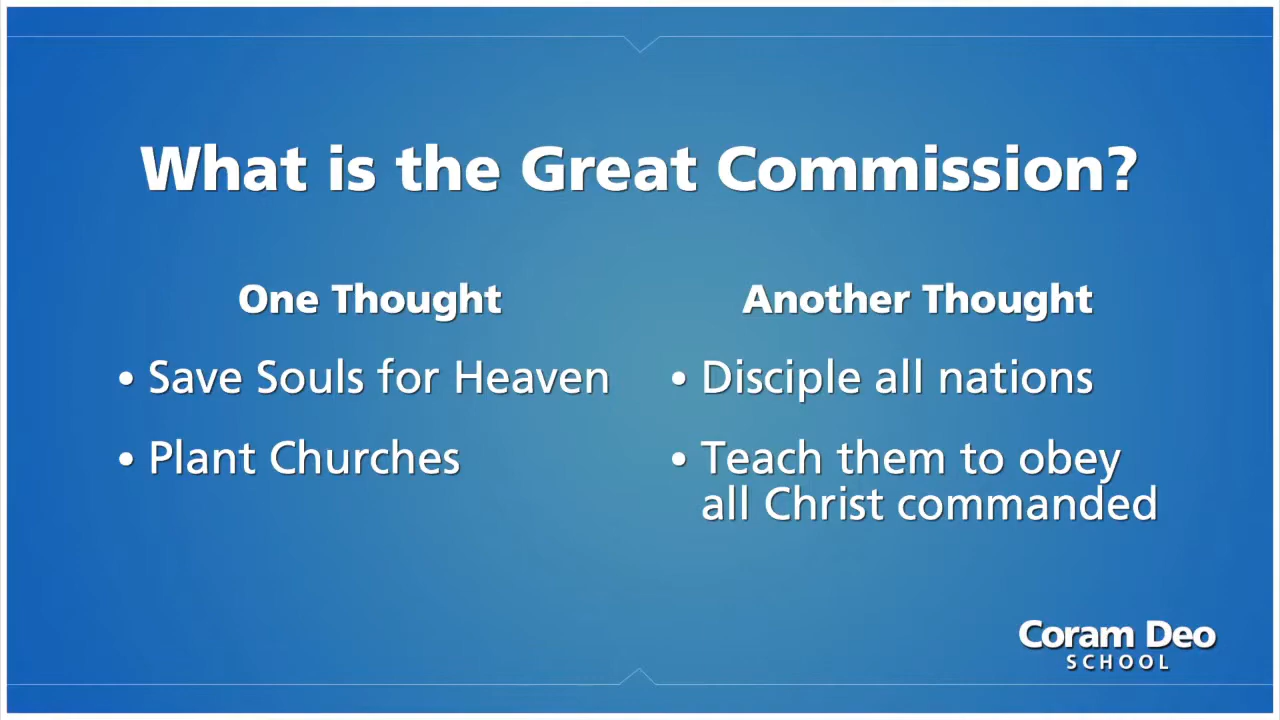 What is the Great Commission?
One Thought
• Save Souls for Heaven
• Plant Churches
Another Thought
• Disciple all nations
• Teach them to obey
all Christ commanded
Coram Deo
SCHOOL